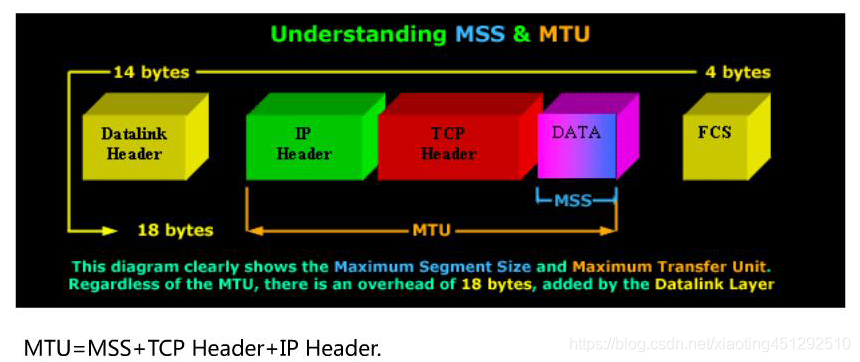 Understanding MSS & MTU
14 bytes
4 bytes
Datalink
Header
IP
Header
TCP
Header
DATA
FCS
MSS
18 bytes
MTU
This diagram clearly shows the Maximum Segment Size and Maximum Transfer Unit.
Regardless of the MTU, there is an overhead of 18 bytes, added by the Datalink Layer
MTU=MSS+TCP Header+IP Header.
https://blog.csdn.net/xiaoting451292510